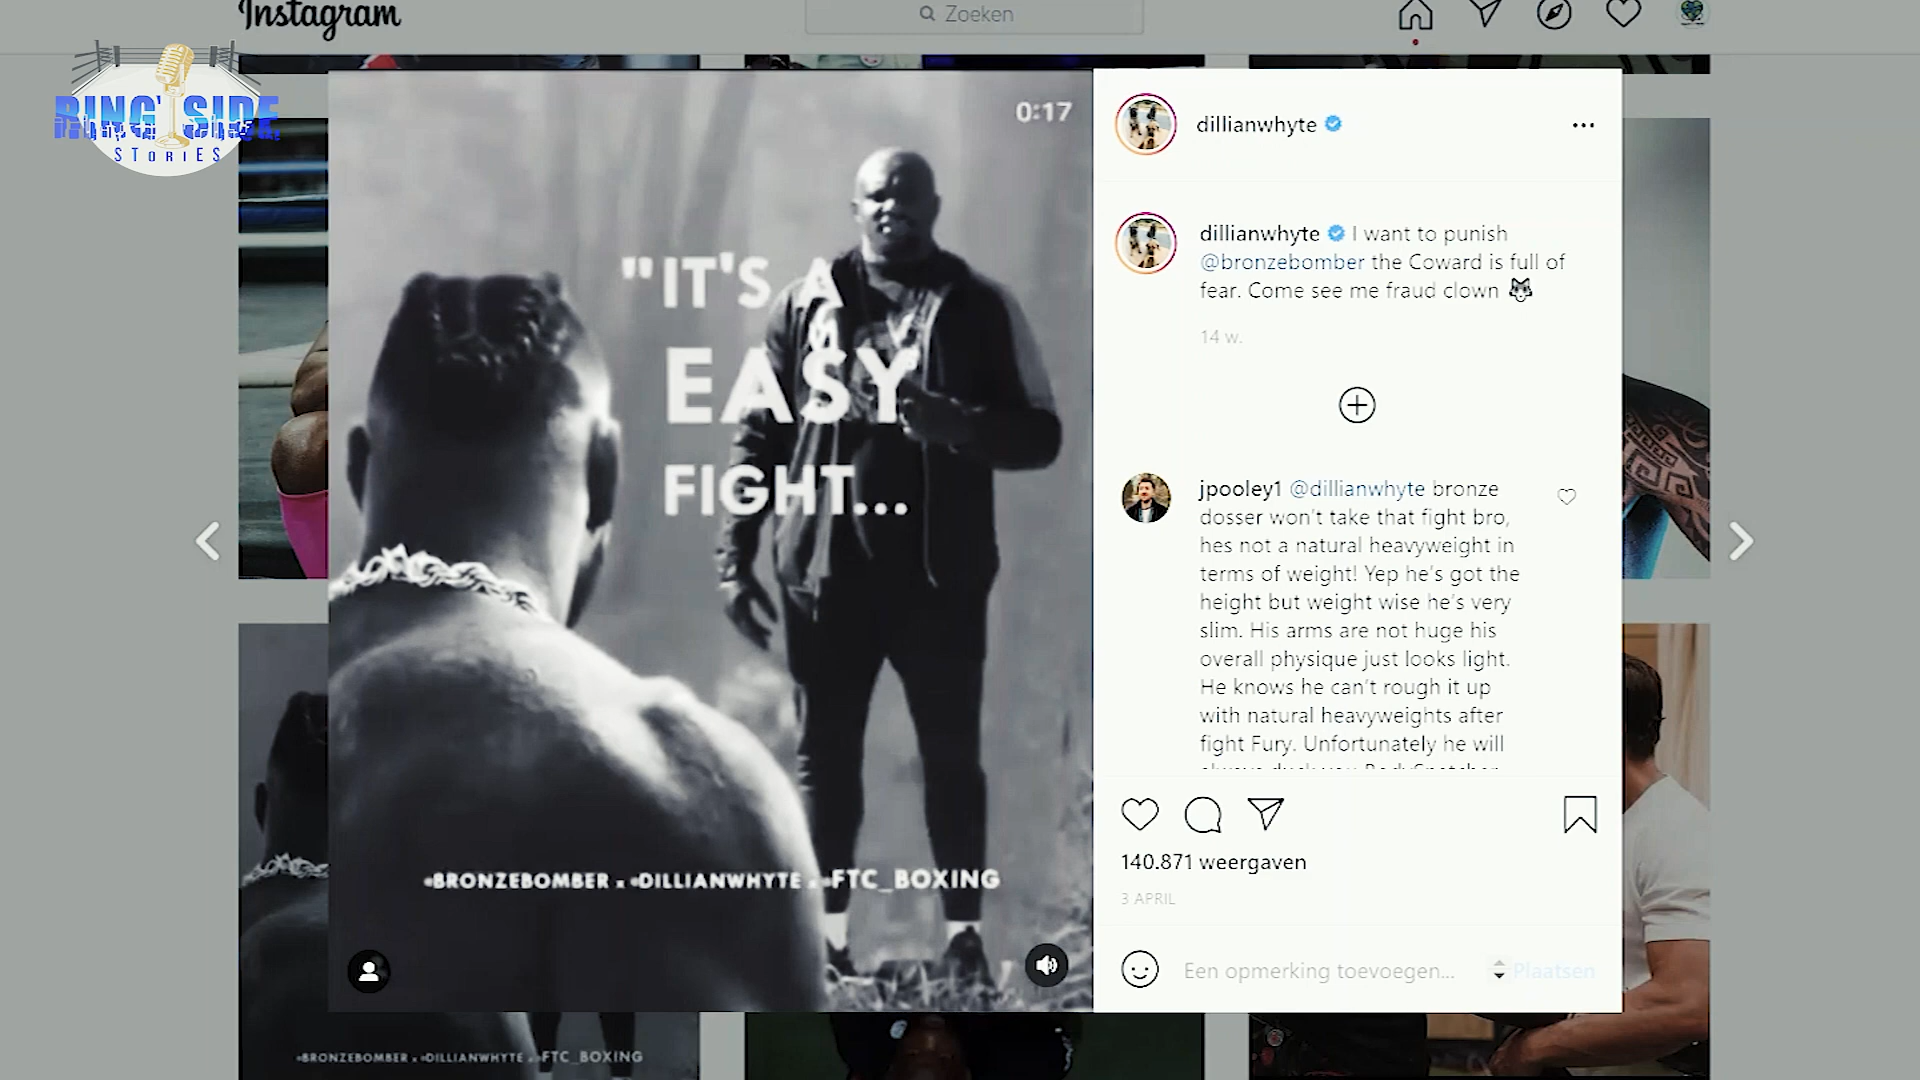 Instagram
Zoeken
RING SIDE
STORIES
0:17
"IT'S A
EASY
FIGHT...
BRONZEBOMBER x DILLIANWHYTE x FTC_BOXING
dillianwhyte
dillianwhyte I want to punish
@bronzebomber the Coward is full of
fear. Come see me fraud clown
14 w.
jpooley1 @dillianwhyte bronze
dosser won't take that fight bro,
hes not a natural heavyweight in
terms of weight! Yep he's got the
height but weight wise he's very
slim. His arms are not huge his
overall physique just looks light.
He knows he can't rough it up
with natural heavyweights after
fight Fury. Unfortunately he will
140.871 weergaven
3 APRIL
Een opmerking toevoegen...
Plaatsen
BRONZEBOMBER x DILLIANWHYTE x FTC_BOXING